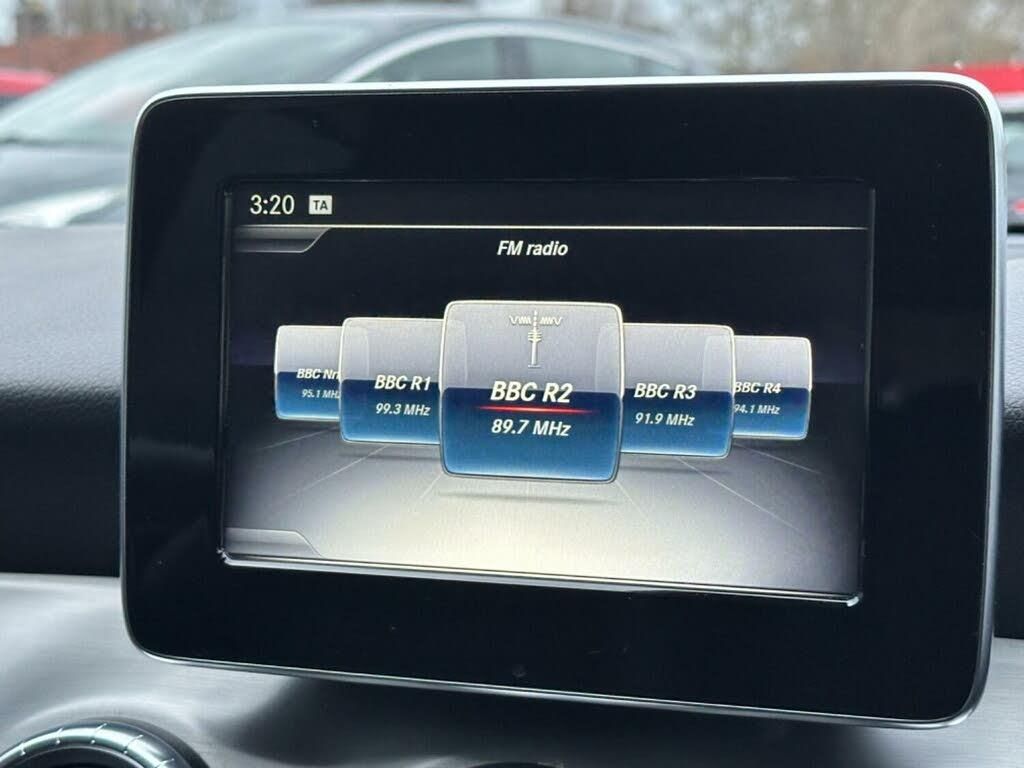 3:20 TA
FM radio
BBC
95.1 MHz
BBC R1
99.3 MHz
BBC R2
89.7 MHz
BBC R3
91.9 MHz
BBC R4
94.1 MHz